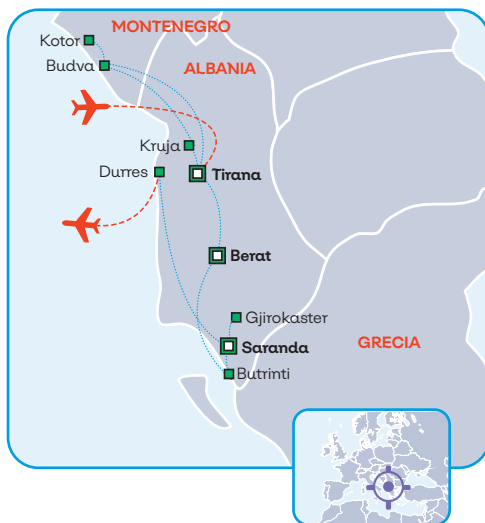 MONTENEGRO
Kotor
Budva
ALBANIA
Kruja
Durres
Tirana
Berat
Gjirokaster
Saranda
GRECIA
Butrinti